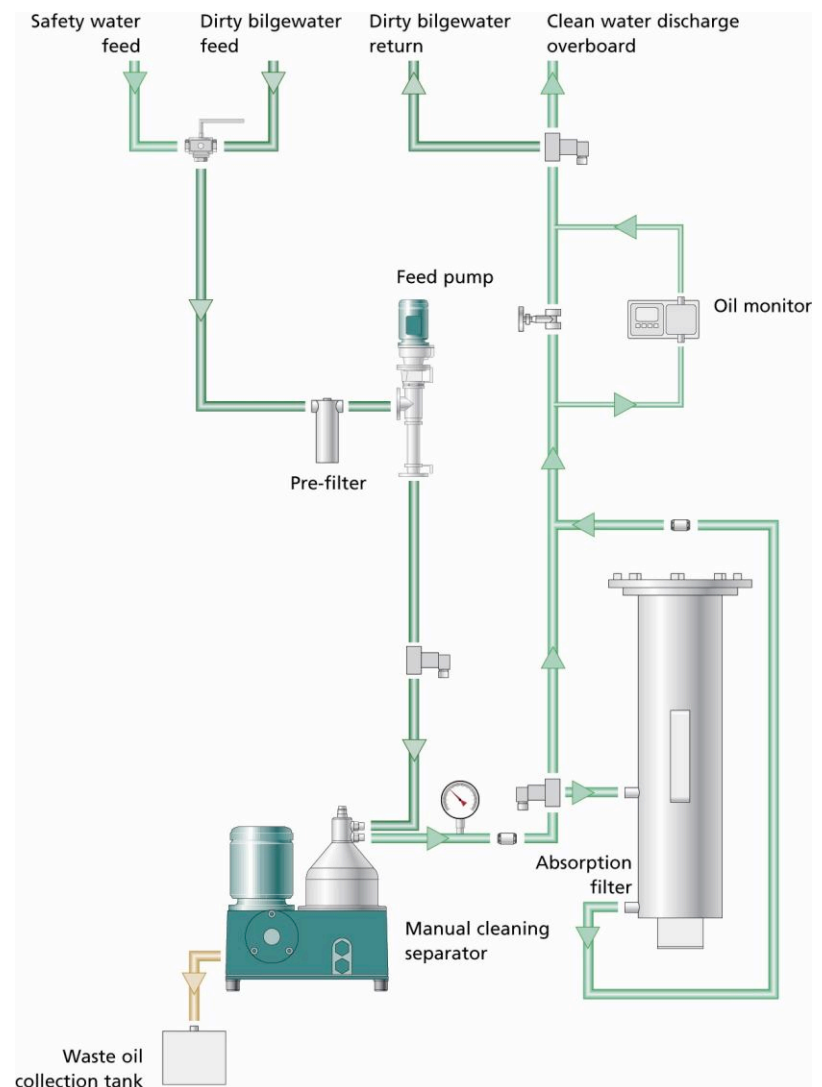 Safety water
feed
Dirty bilgewater
feed
Dirty bilgewater
return
Clean water discharge
overboard
Feed pump
Oil monitor
Pre-filter
Absorption
filter
Manual cleaning
separator
Waste oil
collection tank